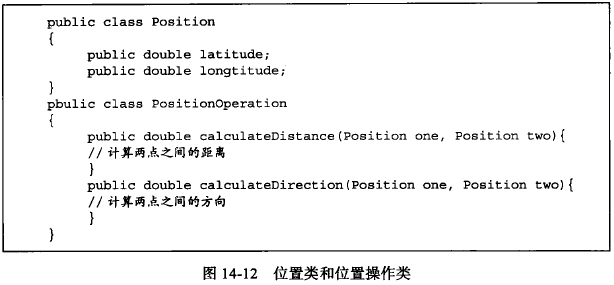 public class Position
{
public double latitude;
public double longtitude;
}
pbulic class PositionOperation
{
public double calculateDistance(Position one, Position two){
//计算两点之间的距离
}
public double calculateDirection(Position one, Position two){
//计算两点之间的方向
}
}
图 14-12 位置类和位置操作类